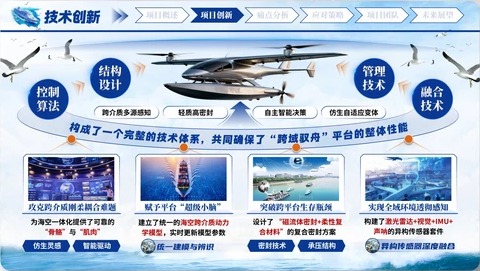 技术创新
项目概述
项目创新
痛点分析
应对策略
项目团队
未来展望
控制
算法
结构
设计
管理
技术
融合
技术
跨介质多源感知
轻质高密封
自主智能决策
仿生自适应变体
构成了一个完整的技术体系，共同确保了“跨域驭舟”平台的整体性能
攻克跨介质刚柔耦合难题
为海空一体化提供了可靠的
“骨骼” 与 “肌肉”
仿生灵感
智能驱动
赋予平台“超级小脑”
建立了统一的海空跨介质动力
学模型，实时更新模型参数
统一建模与辨识
突破跨平台生存瓶颈
设计了 “磁流体密封+柔性复
合材料” 的复合密封方案
密封技术
承压结构
实现全域环境透彻感知
构建了激光雷达+视觉+IMU+
声呐的异构传感器套件
异构传感器深度融合